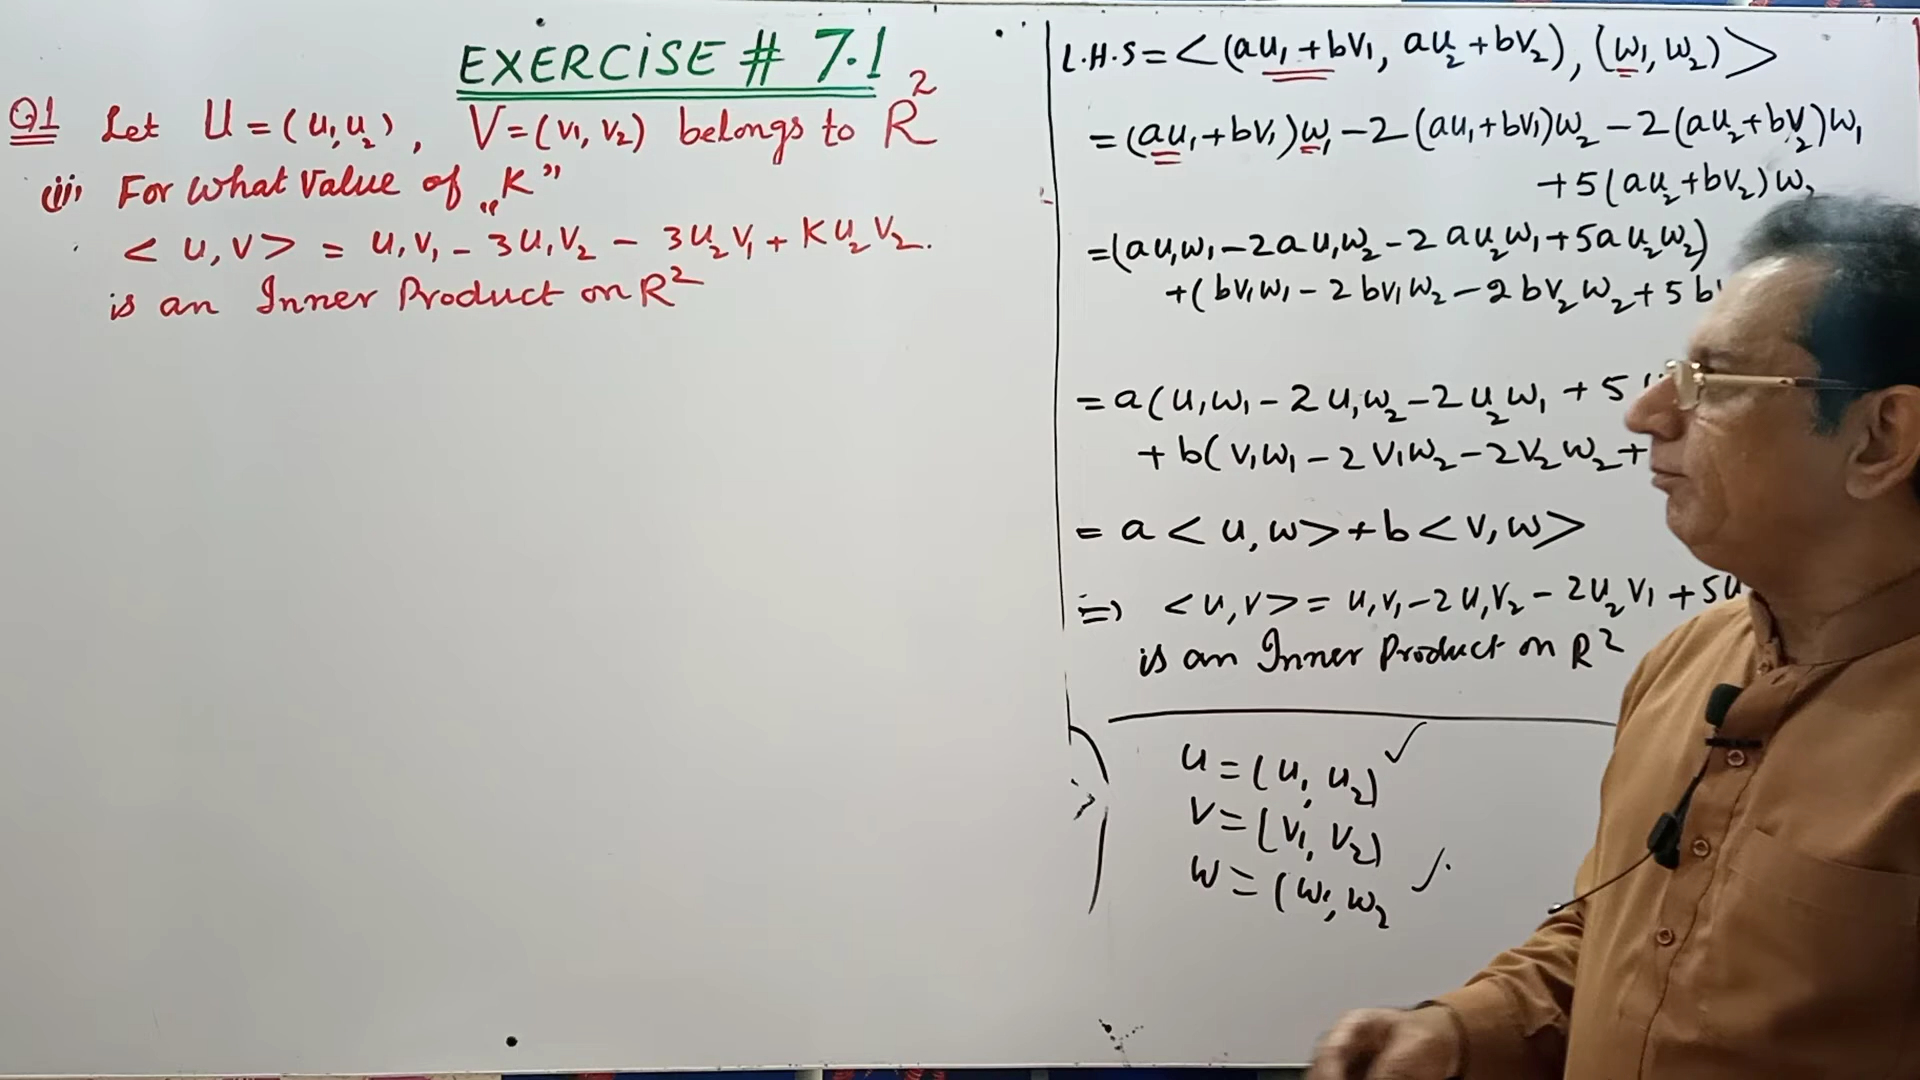 EXERCISE # 7.1
Q1 Let U = (u₁, u₂), V = (v₁, v₂) belongs to R²
(ii) For what Value of „K"
< u, v > = u₁v₁ - 3u₁v₂ - 3u₂v₁ + Ku₂v₂.
is an Inner Product on R²
L.H.S = <(au₁ + bv₁, au₂ + bv₂), (w₁, w₂)>
= (au₁ + bv₁)w₁ - 2(au₁ + bv₁)w₂ - 2(au₂ + bv₂)w₁
+ 5(au₂ + bv₂)w₂
= (au₁w₁ - 2au₁w₂ - 2au₂w₁ + 5au₂w₂)
+ (bv₁w₁ - 2bv₁w₂ - 2bv₂w₂ + 5b
= a(u₁w₁ - 2u₁w₂ - 2u₂w₁ + 5
+ b(v₁w₁ - 2v₁w₂ - 2v₂w₂ +
= a < u, w > + b < v, w >
⇒ < u, v > = u₁v₁ - 2u₁v₂ - 2u₂v₁ + 5u
is an Inner Product on R²
u = (u₁, u₂) ✓
v = (v₁, v₂)
w = (w₁, w₂